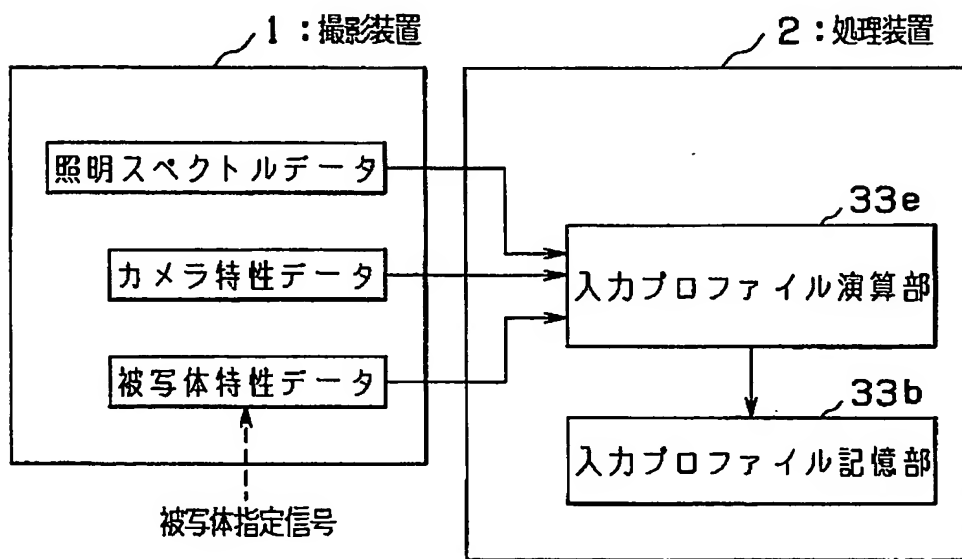 1：撮影装置
2：処理装置
照明スペクトルデータ
33e
カメラ特性データ
入力プロファイル演算部
被写体特性データ
33b
入力プロファイル記憶部
被写体指定信号